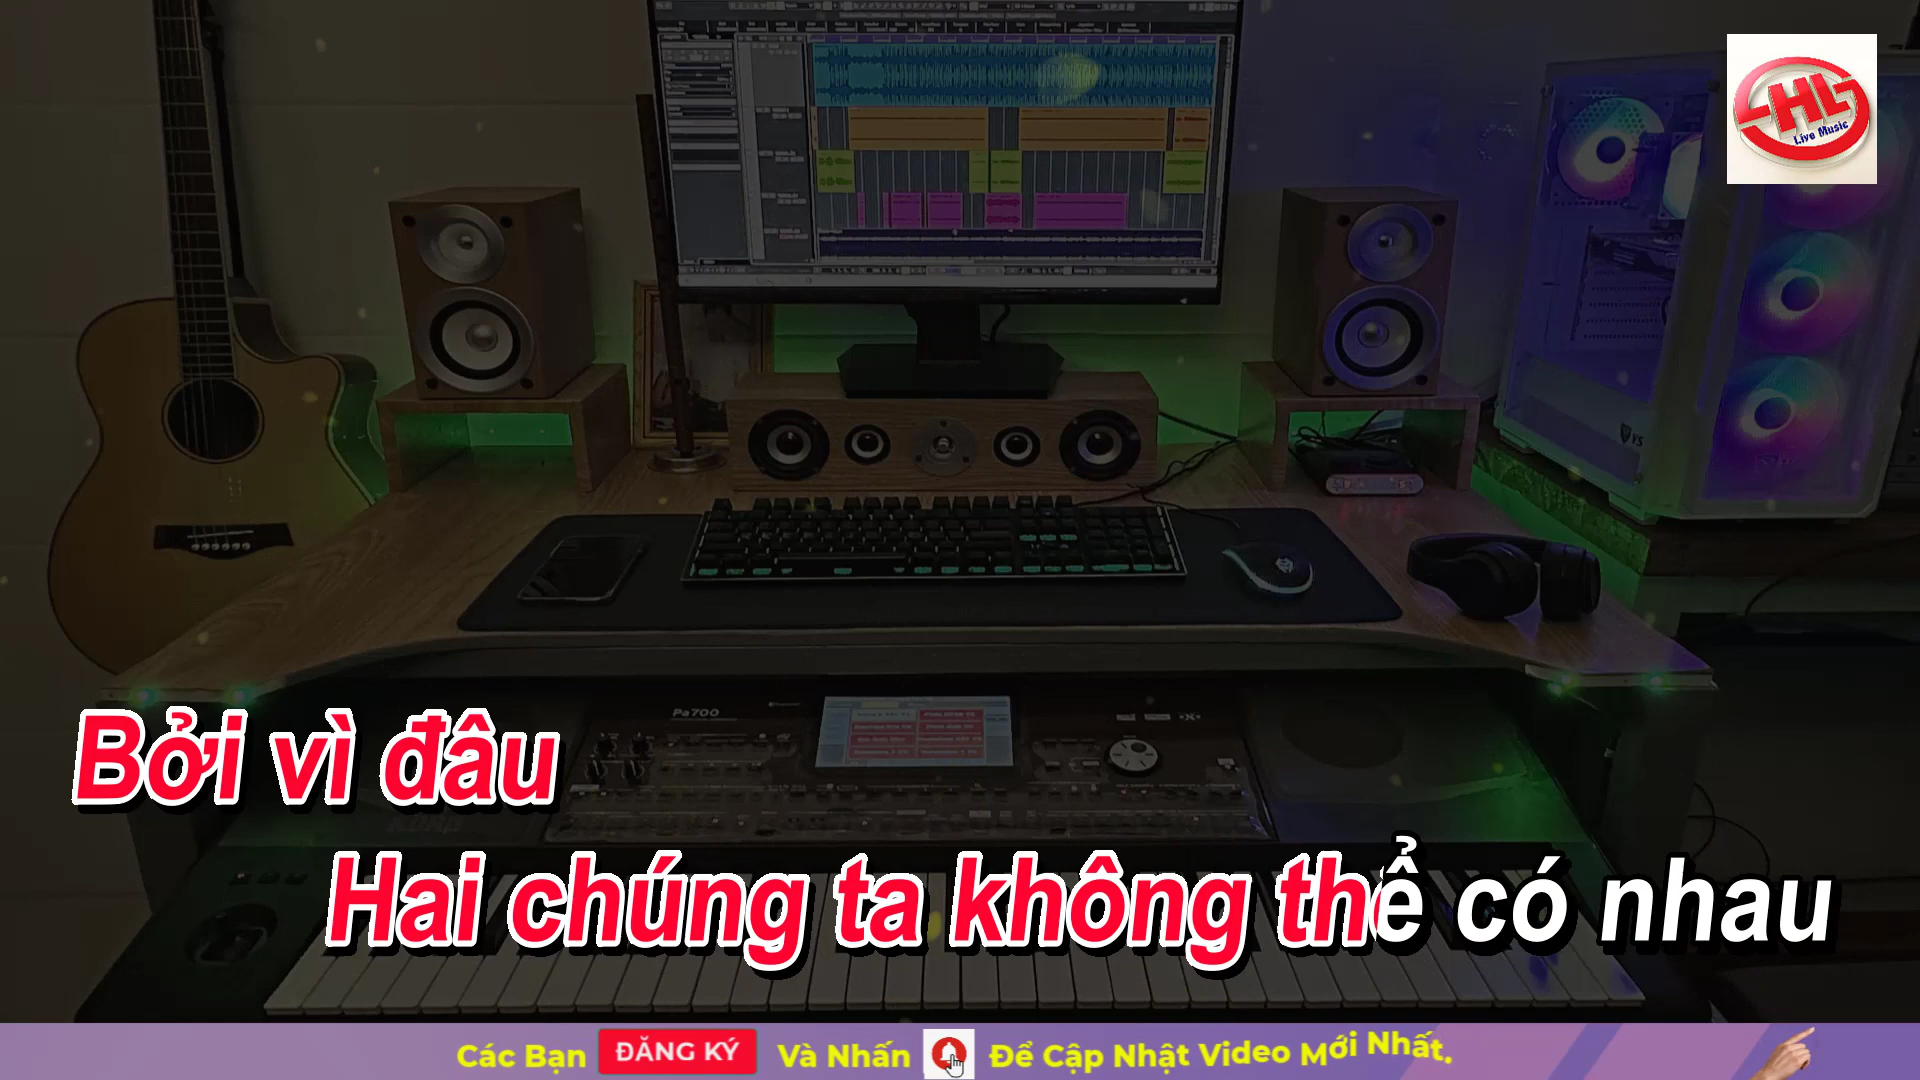 HL
Live Music
Pa700
Bởi vì đâu
Hai chúng ta không thể có nhau
Các Bạn ĐĂNG KÝ Và Nhấn Để Cập Nhật Video Mới Nhất.